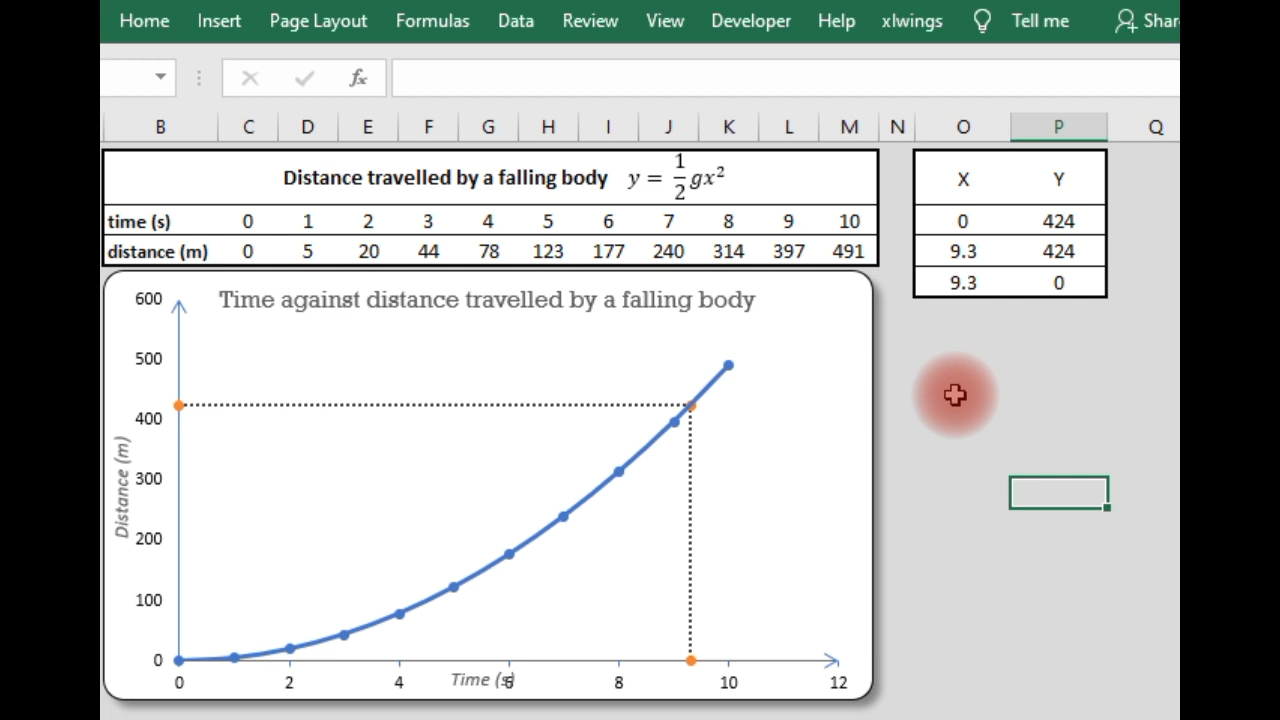 Home Insert Page Layout Formulas Data Review View Developer Help xlwings Tell me Shar
fx
B C D E F G H I J K L M N O P Q
Distance travelled by a falling body y = 1/2 gx²
X Y
time (s) 0 1 2 3 4 5 6 7 8 9 10
0 424
distance (m) 0 5 20 44 78 123 177 240 314 397 491
9.3 424
9.3 0
Time against distance travelled by a falling body
600
500
400
300
200
100
0
Distance (m)
0 2 4 6 8 10 12
Time (s)